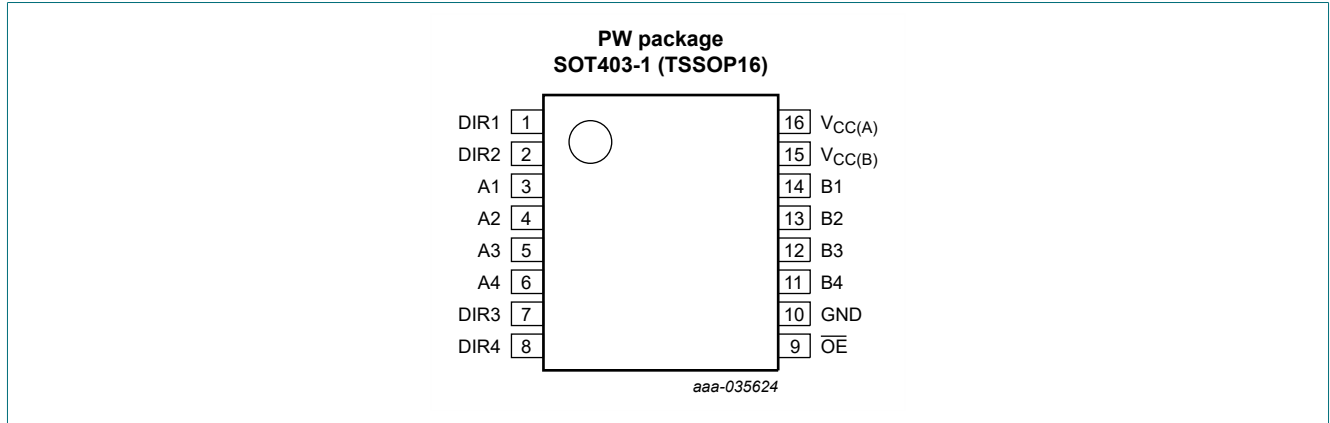 PW package
SOT403-1 (TSSOP16)
DIR1 1 16 VCC(A)
DIR2 2 15 VCC(B)
A1 3 14 B1
A2 4 13 B2
A3 5 12 B3
A4 6 11 B4
DIR3 7 10 GND
DIR4 8 9 O̅E̅
aaa-035624